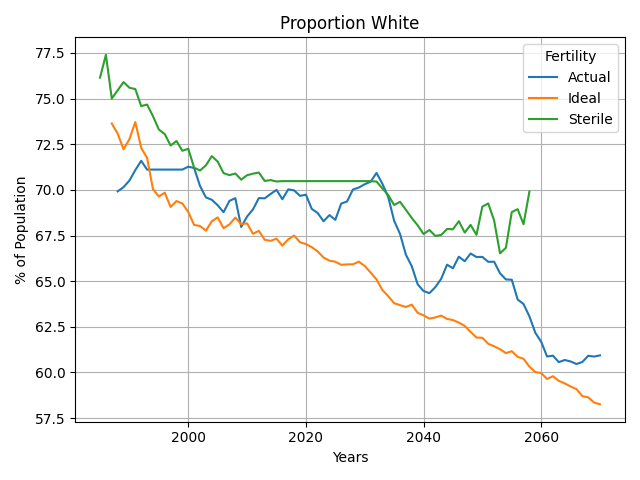 Proportion White
Fertility
Actual
Ideal
Sterile
% of Population
77.5
75.0
72.5
70.0
67.5
65.0
62.5
60.0
57.5
2000
2020
2040
2060
Years